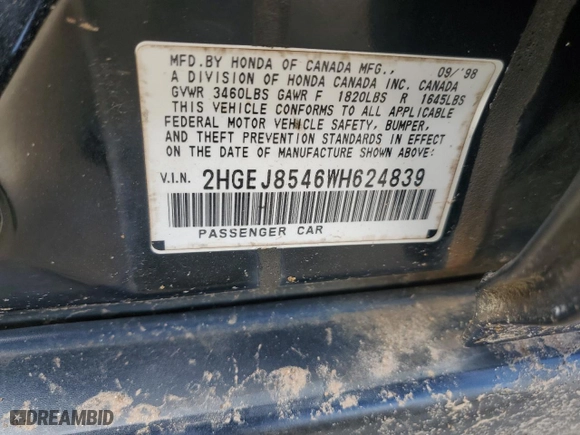 MFD.BY HONDA OF CANADA MFG., 09/'98
A DIVISION OF HONDA CANADA INC. CANADA
GVWR 3460LBS GAWR F 1820LBS R 1645LBS
THIS VEHICLE CONFORMS TO ALL APPLICABLE
FEDERAL MOTOR VEHICLE SAFETY, BUMPER,
AND THEFT PREVENTION STANDARDS IN EFFECT
ON THE DATE OF MANUFACTURE SHOWN ABOVE:
V.I.N. 2HGEJ8546WH624839
PASSENGER CAR
DREAMBID